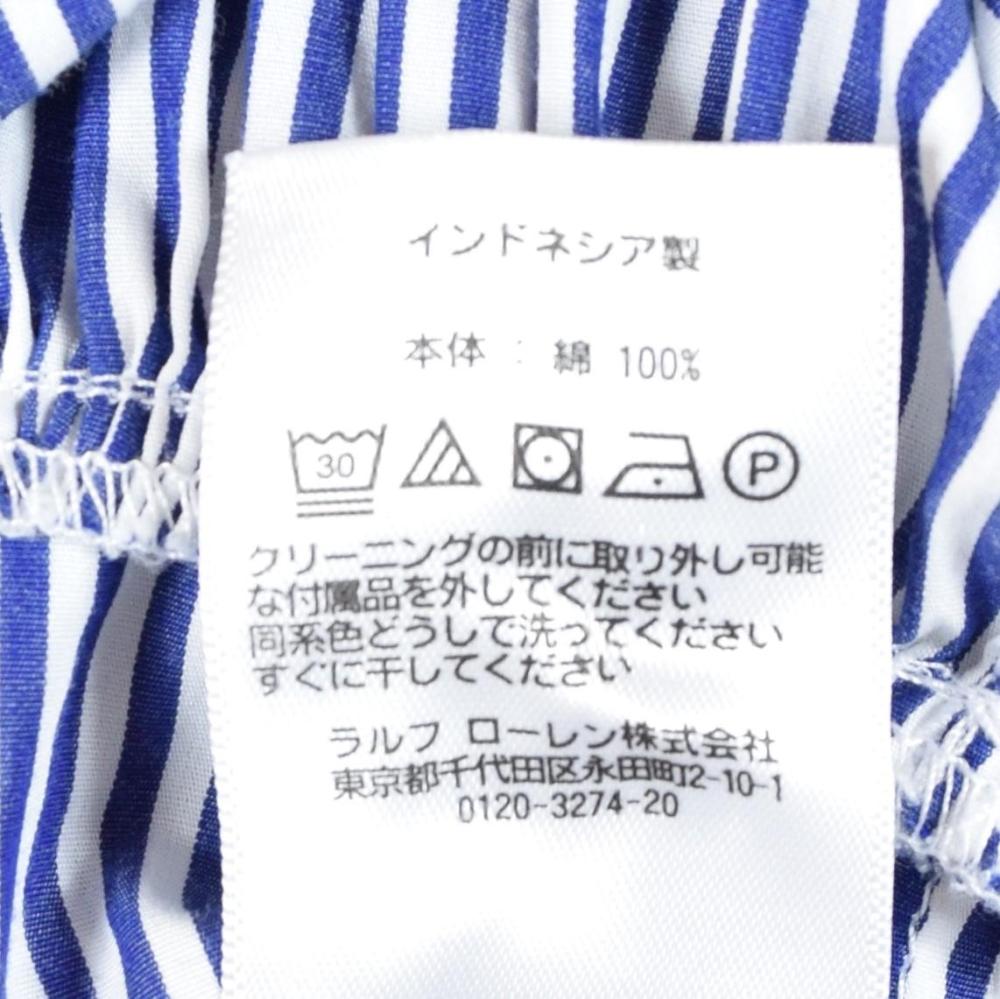 インドネシア製
本体 : 綿 100%
30
P
クリーニングの前に取り外し可能
な付属品を外してください
同系色どうしで洗ってください
すぐに干してください
ラルフ ローレン株式会社
東京都千代田区永田町2-10-1
0120-3274-20